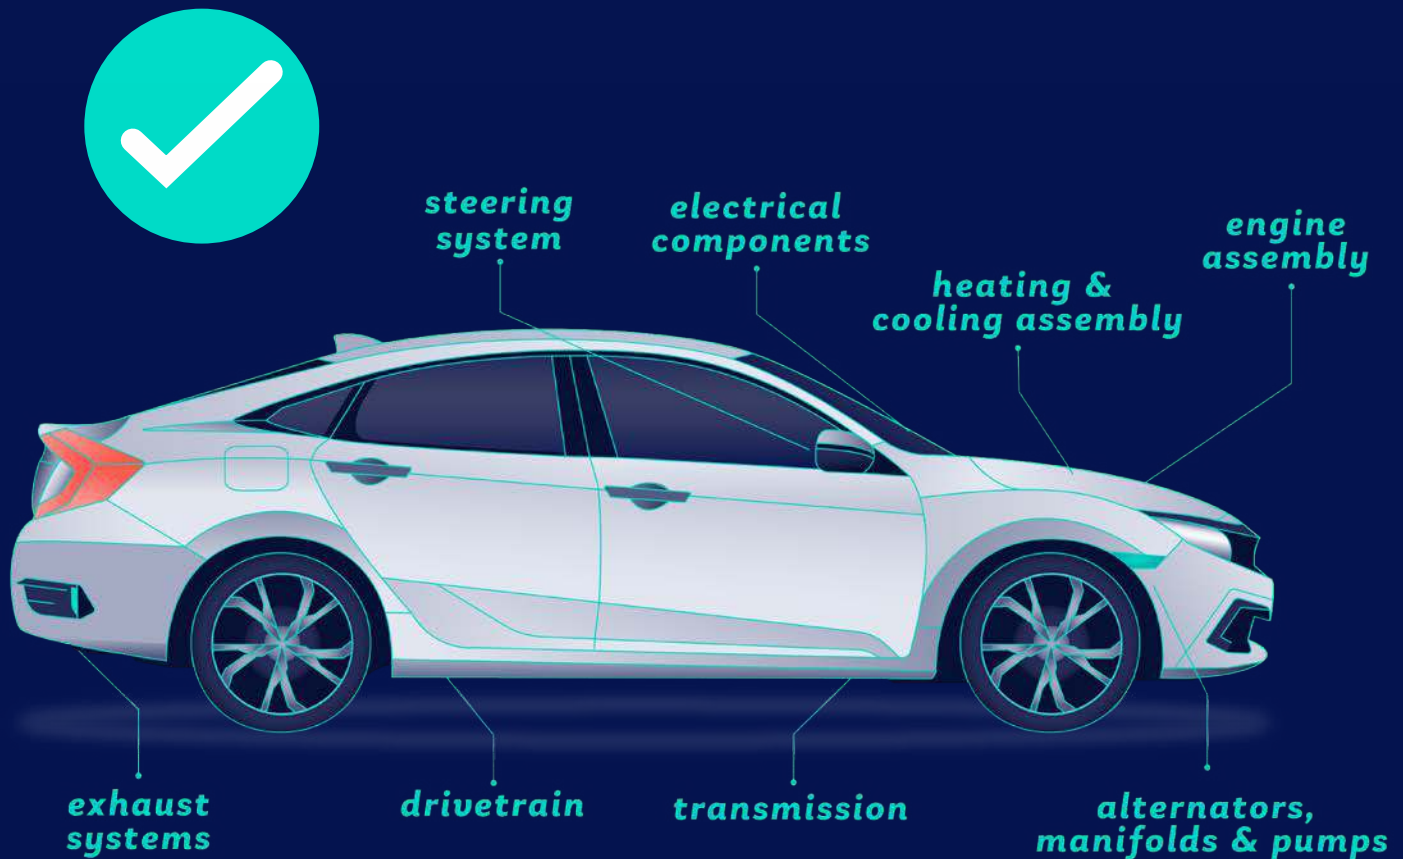 steering
system
electrical
components
heating &
cooling assembly
engine
assembly
exhaust
systems
drivetrain
transmission
alternators,
manifolds & pumps